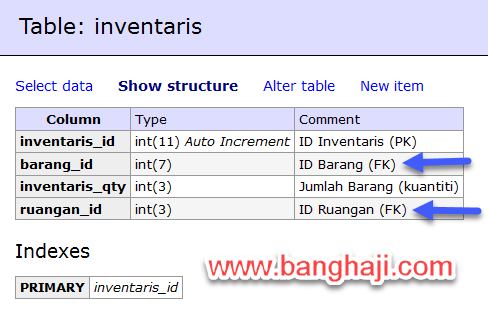 Table: inventaris
Select data Show structure Alter table New item
Column Type Comment
inventaris_id int(11) Auto Increment ID Inventaris (PK)
barang_id int(7) ID Barang (FK)
inventaris_qty int(3) Jumlah Barang (kuantiti)
ruangan_id int(3) ID Ruangan (FK)
Indexes
www.banghaji.com
PRIMARY inventaris_id